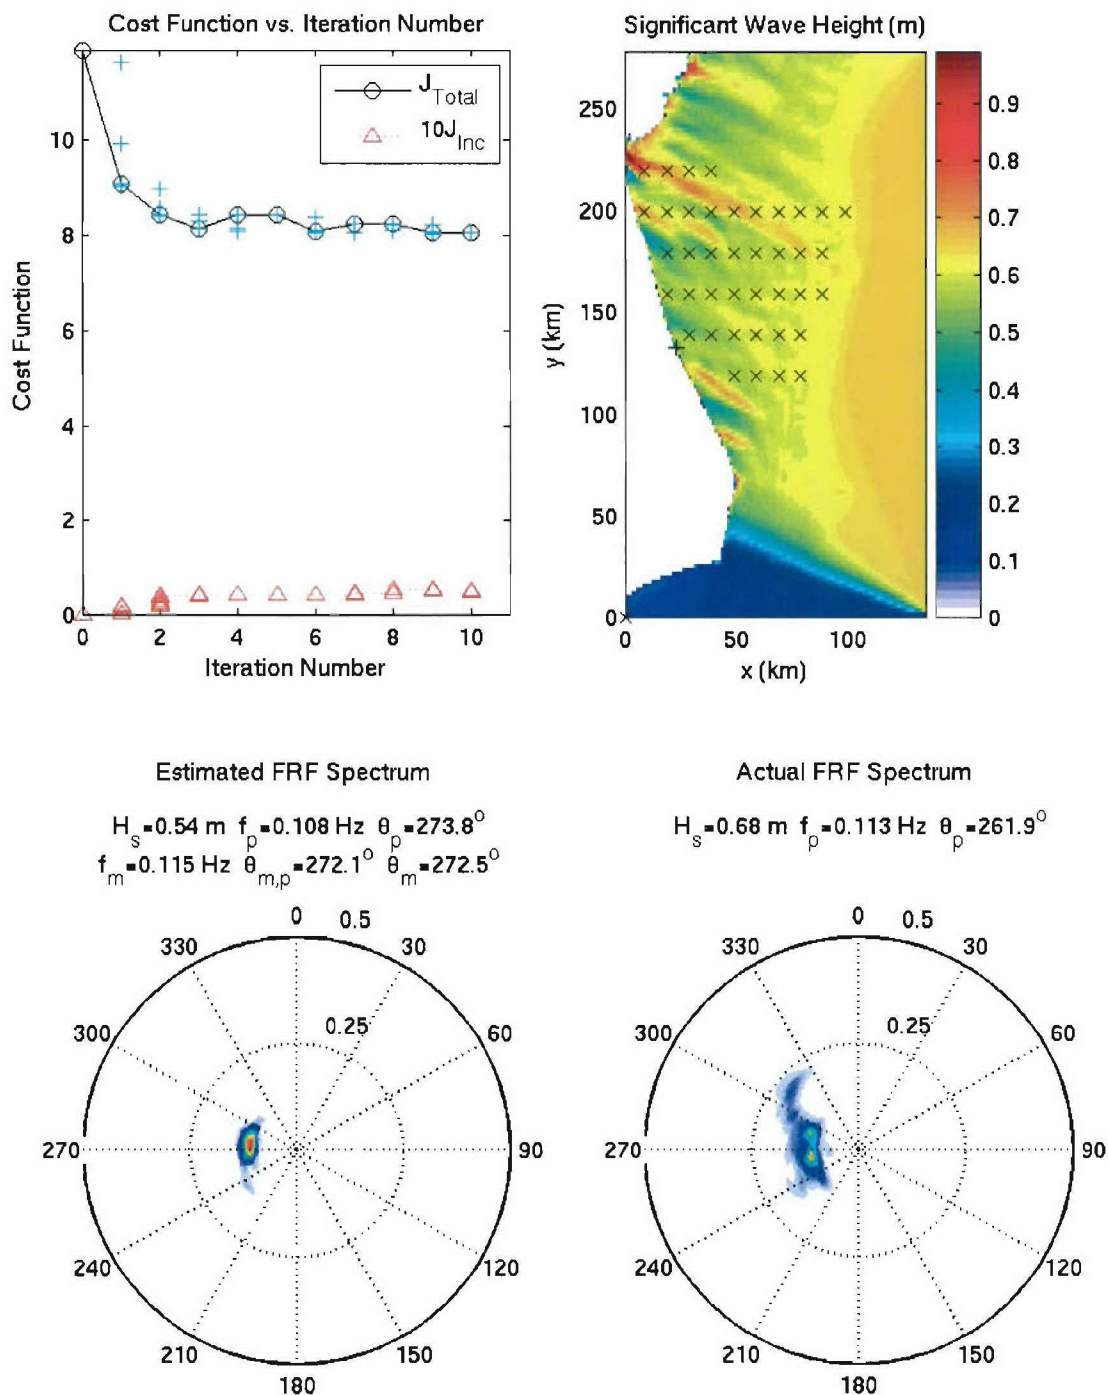 Cost Function vs. Iteration Number
J_Total
10J_Inc
10
8
6
4
2
0
0 2 4 6 8 10
Cost Function
Iteration Number
Significant Wave Height (m)
250
200
150
100
50
0
0 50 100
y (km)
x (km)
0.9
0.8
0.7
0.6
0.5
0.4
0.3
0.2
0.1
0
Estimated FRF Spectrum
H_s=0.54 m f_p=0.108 Hz θ_p=273.8°
f_m=0.115 Hz θ_m,p=272.1° θ_m=272.5°
0 0.5
330 30
300 0.25 60
270 90
240 120
210 150
180
Actual FRF Spectrum
H_s=0.68 m f_p=0.113 Hz θ_p=261.9°
0 0.5
330 30
300 0.25 60
270 90
240 120
210 150
180